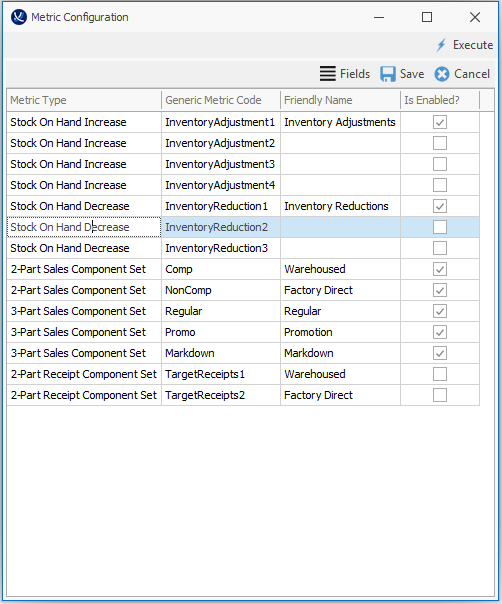 Metric Configuration
Execute
Fields Save Cancel
Metric Type Generic Metric Code Friendly Name Is Enabled?
Stock On Hand Increase InventoryAdjustment1 Inventory Adjustments
Stock On Hand Increase InventoryAdjustment2
Stock On Hand Increase InventoryAdjustment3
Stock On Hand Increase InventoryAdjustment4
Stock On Hand Decrease InventoryReduction1 Inventory Reductions
Stock On Hand Decrease InventoryReduction2
Stock On Hand Decrease InventoryReduction3
2-Part Sales Component Set Comp Warehoused
2-Part Sales Component Set NonComp Factory Direct
3-Part Sales Component Set Regular Regular
3-Part Sales Component Set Promo Promotion
3-Part Sales Component Set Markdown Markdown
2-Part Receipt Component Set TargetReceipts1 Warehoused
2-Part Receipt Component Set TargetReceipts2 Factory Direct